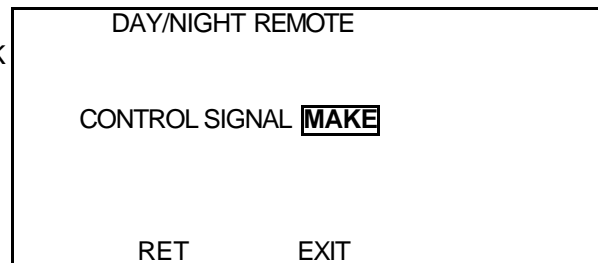 DAY/NIGHT REMOTE
K
CONTROL SIGNAL MAKE
RET EXIT